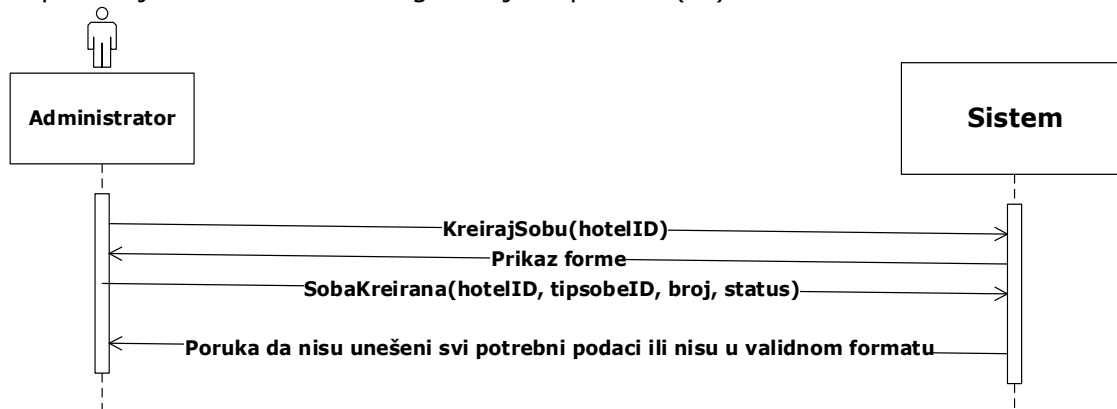 Administrator
Sistem
KreirajSobu(hotelID)
Prikaz forme
SobaKreirana(hotelID, tipsobeID, broj, status)
Poruka da nisu unešeni svi potrebni podaci ili nisu u validnom formatu